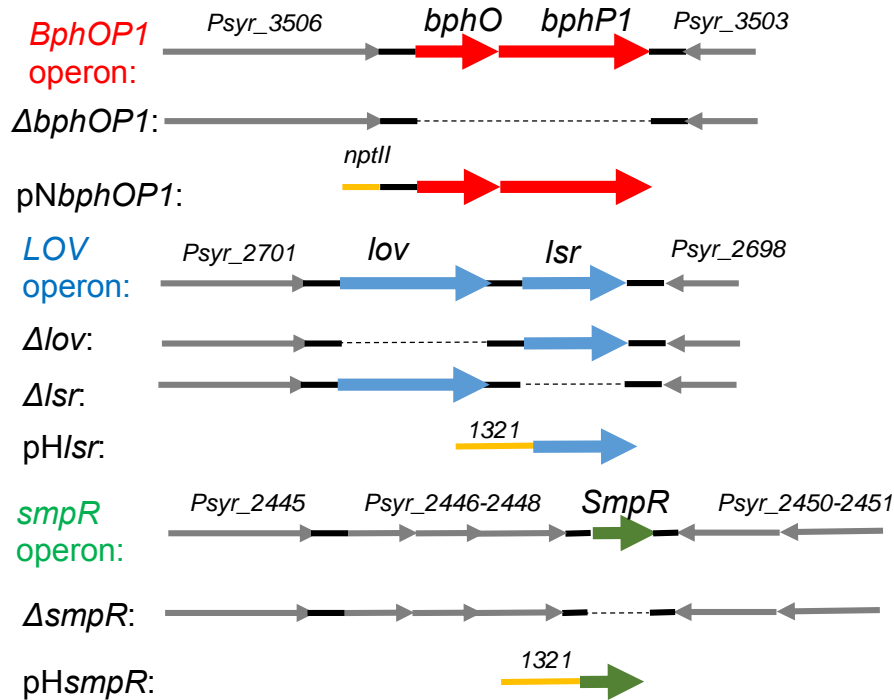 Psyr_3506 bphO bphP1 Psyr_3503
BphOP1
operon:
ΔbphOP1:
nptII
pNbphOP1:
LOV
operon:
Psyr_2701 lov lsr Psyr_2698
Δlov:
Δlsr:
1321
pHlsr:
Psyr_2445 Psyr_2446-2448 SmpR Psyr_2450-2451
smpR
operon:
ΔsmpR:
1321
pHsmpR: